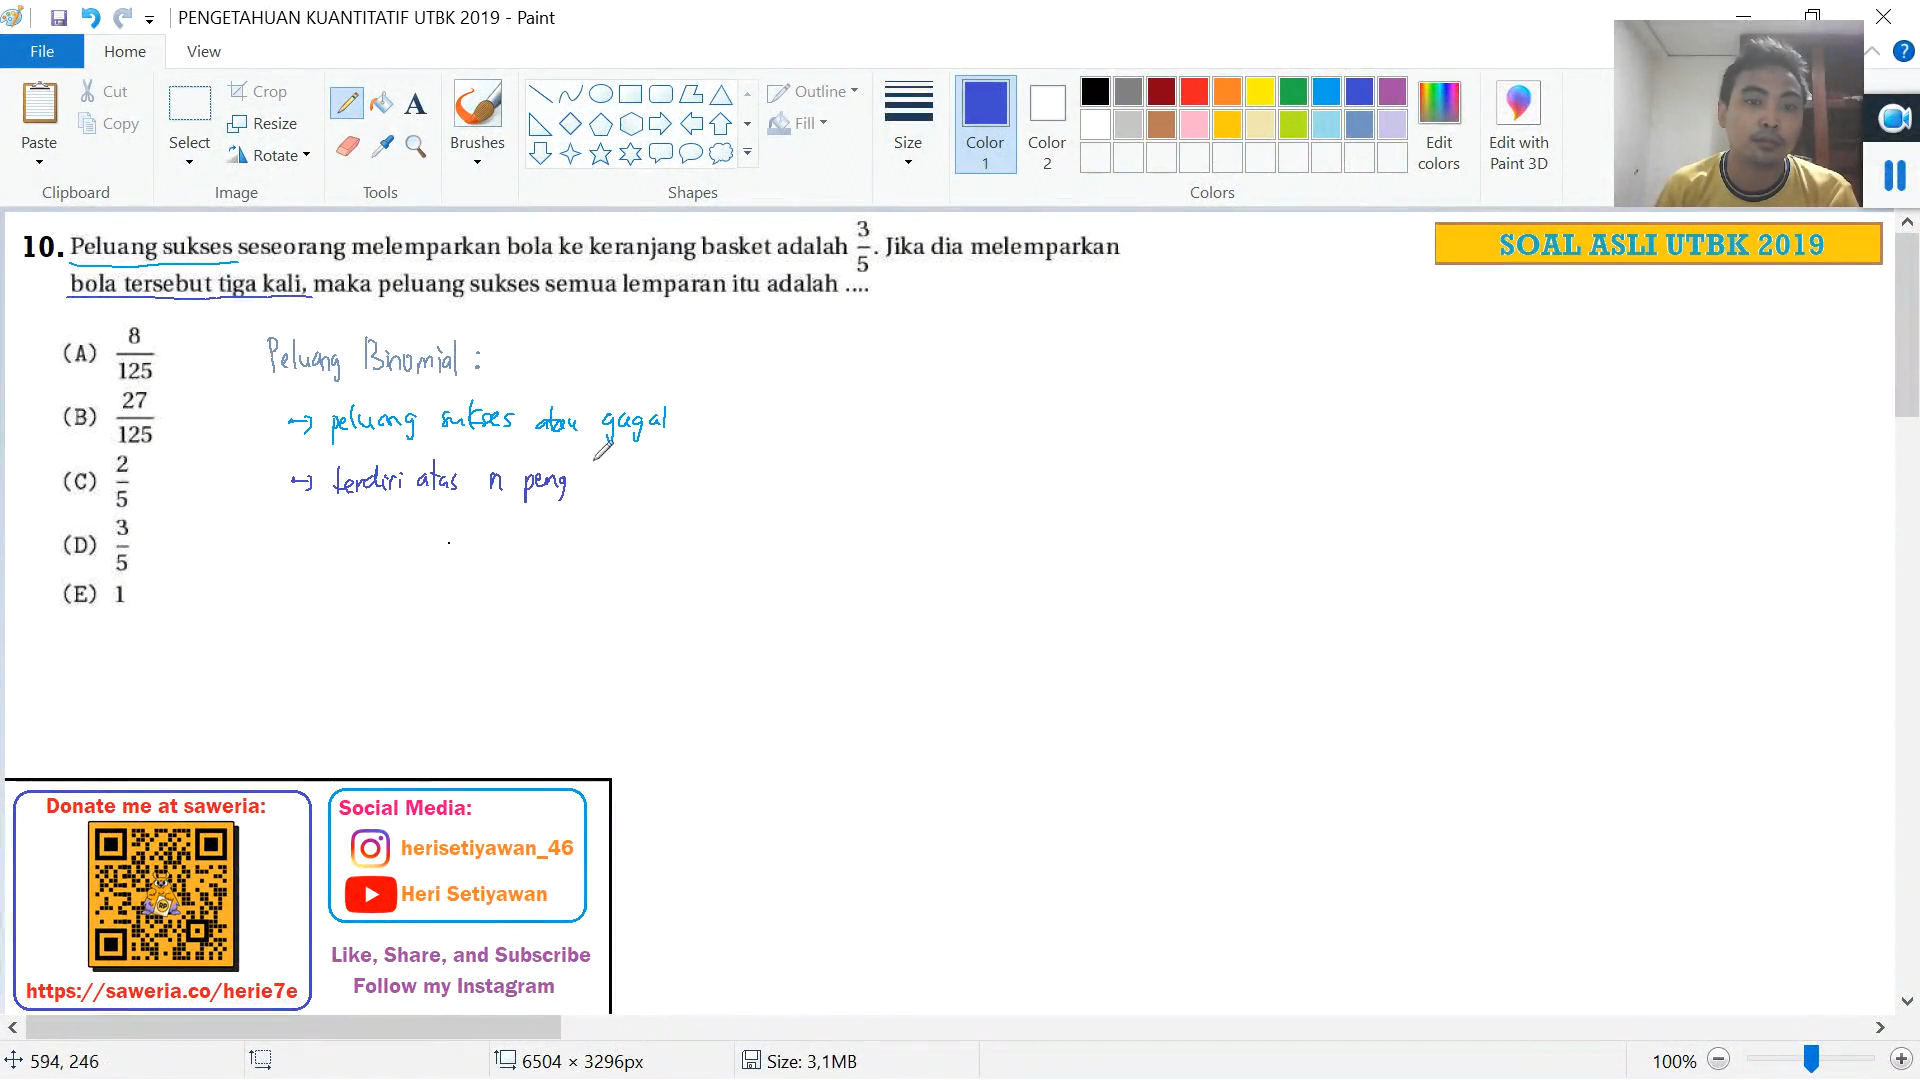 PENGETAHUAN KUANTITATIF UTBK 2019 - Paint
File
Home
View
Paste
Cut
Copy
Clipboard
Select
Crop
Resize
Rotate
Image
Tools
Brushes
Shapes
Outline
Fill
Size
Color 1
Color 2
Colors
Edit colors
Edit with Paint 3D
10. Peluang sukses seseorang melemparkan bola ke keranjang basket adalah 3/5. Jika dia melemparkan
bola tersebut tiga kali, maka peluang sukses semua lemparan itu adalah ....
SOAL ASLI UTBK 2019
(A) 8/125
(B) 27/125
(C) 2/5
(D) 3/5
(E) 1
Peluang Binomial :
→ peluang sukses atau gagal
→ terdiri atas n peng
Donate me at saweria:
https://saweria.co/herie7e
Social Media:
herisetiyawan_46
Heri Setiyawan
Like, Share, and Subscribe
Follow my Instagram
594, 246
6504 × 3296px
Size: 3,1MB
100%